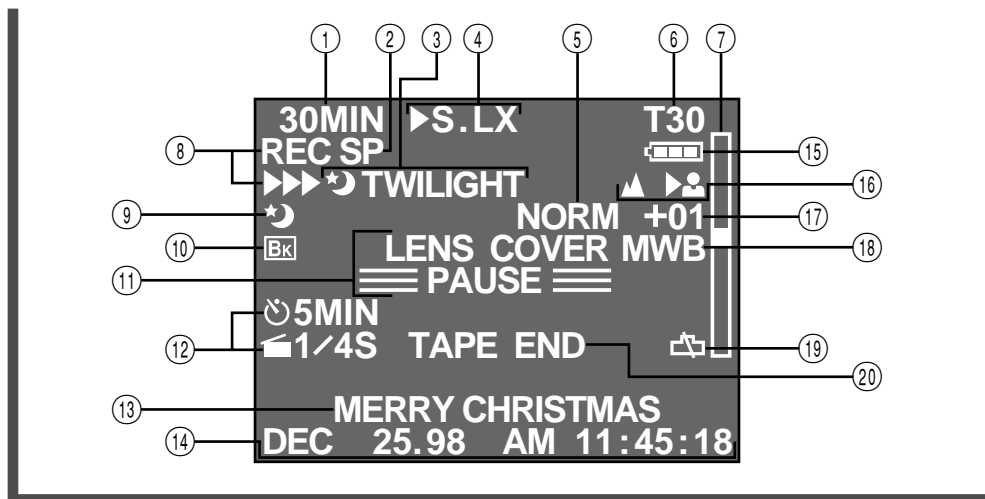 1 2 3 4 5 6 7
30MIN S.LX T30
8 REC SP 15
TWILIGHT 16
9 NORM +01 17
10 BK LENS COVER MWB 18
11 PAUSE
5MIN
12 1/4S TAPE END 19
20
13 MERRY CHRISTMAS
14 DEC 25.98 AM 11:45:18